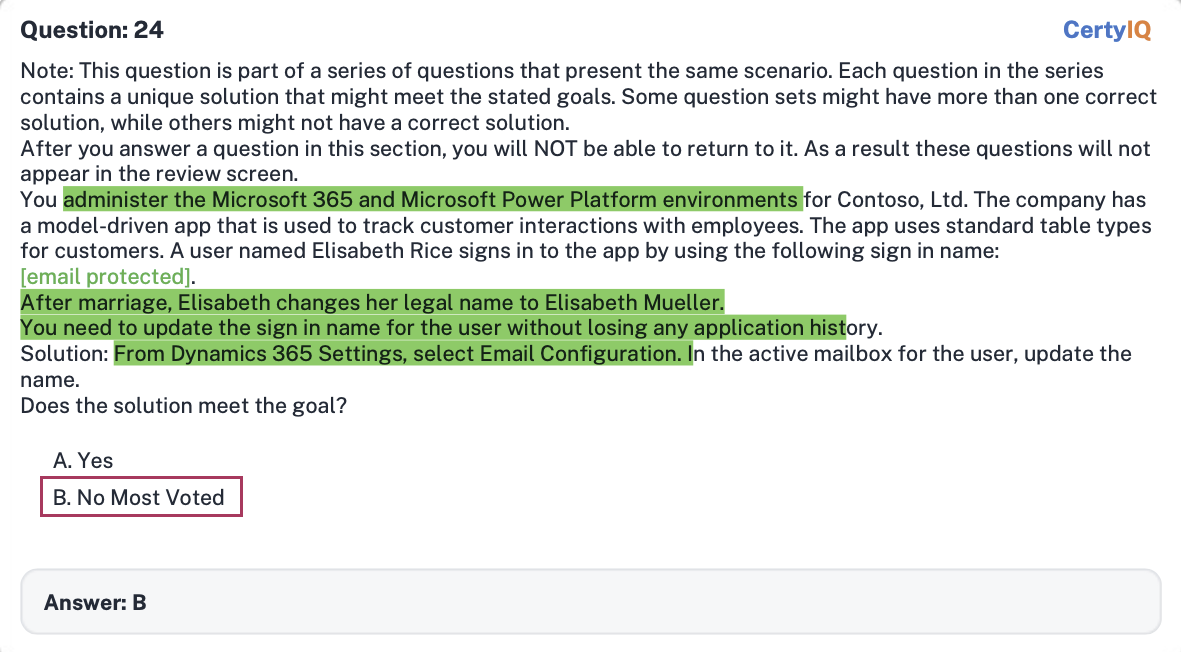 Question: 24
CertyIQ
Note: This question is part of a series of questions that present the same scenario. Each question in the series
contains a unique solution that might meet the stated goals. Some question sets might have more than one correct
solution, while others might not have a correct solution.
After you answer a question in this section, you will NOT be able to return to it. As a result these questions will not
appear in the review screen.
You administer the Microsoft 365 and Microsoft Power Platform environments for Contoso, Ltd. The company has
a model-driven app that is used to track customer interactions with employees. The app uses standard table types
for customers. A user named Elisabeth Rice signs in to the app by using the following sign in name:
[email protected].
After marriage, Elisabeth changes her legal name to Elisabeth Mueller.
You need to update the sign in name for the user without losing any application history.
Solution: From Dynamics 365 Settings, select Email Configuration. In the active mailbox for the user, update the
name.
Does the solution meet the goal?
A. Yes
B. No Most Voted
Answer: B